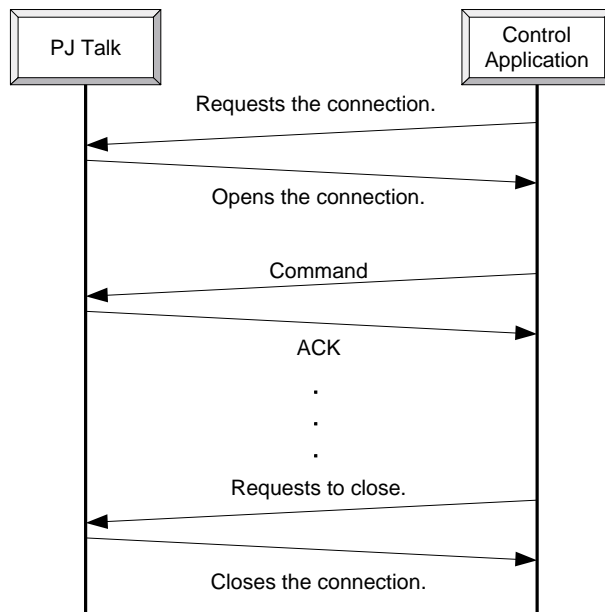 PJ Talk
Control
Application
Requests the connection.
Opens the connection.
Command
ACK
.
.
.
Requests to close.
Closes the connection.